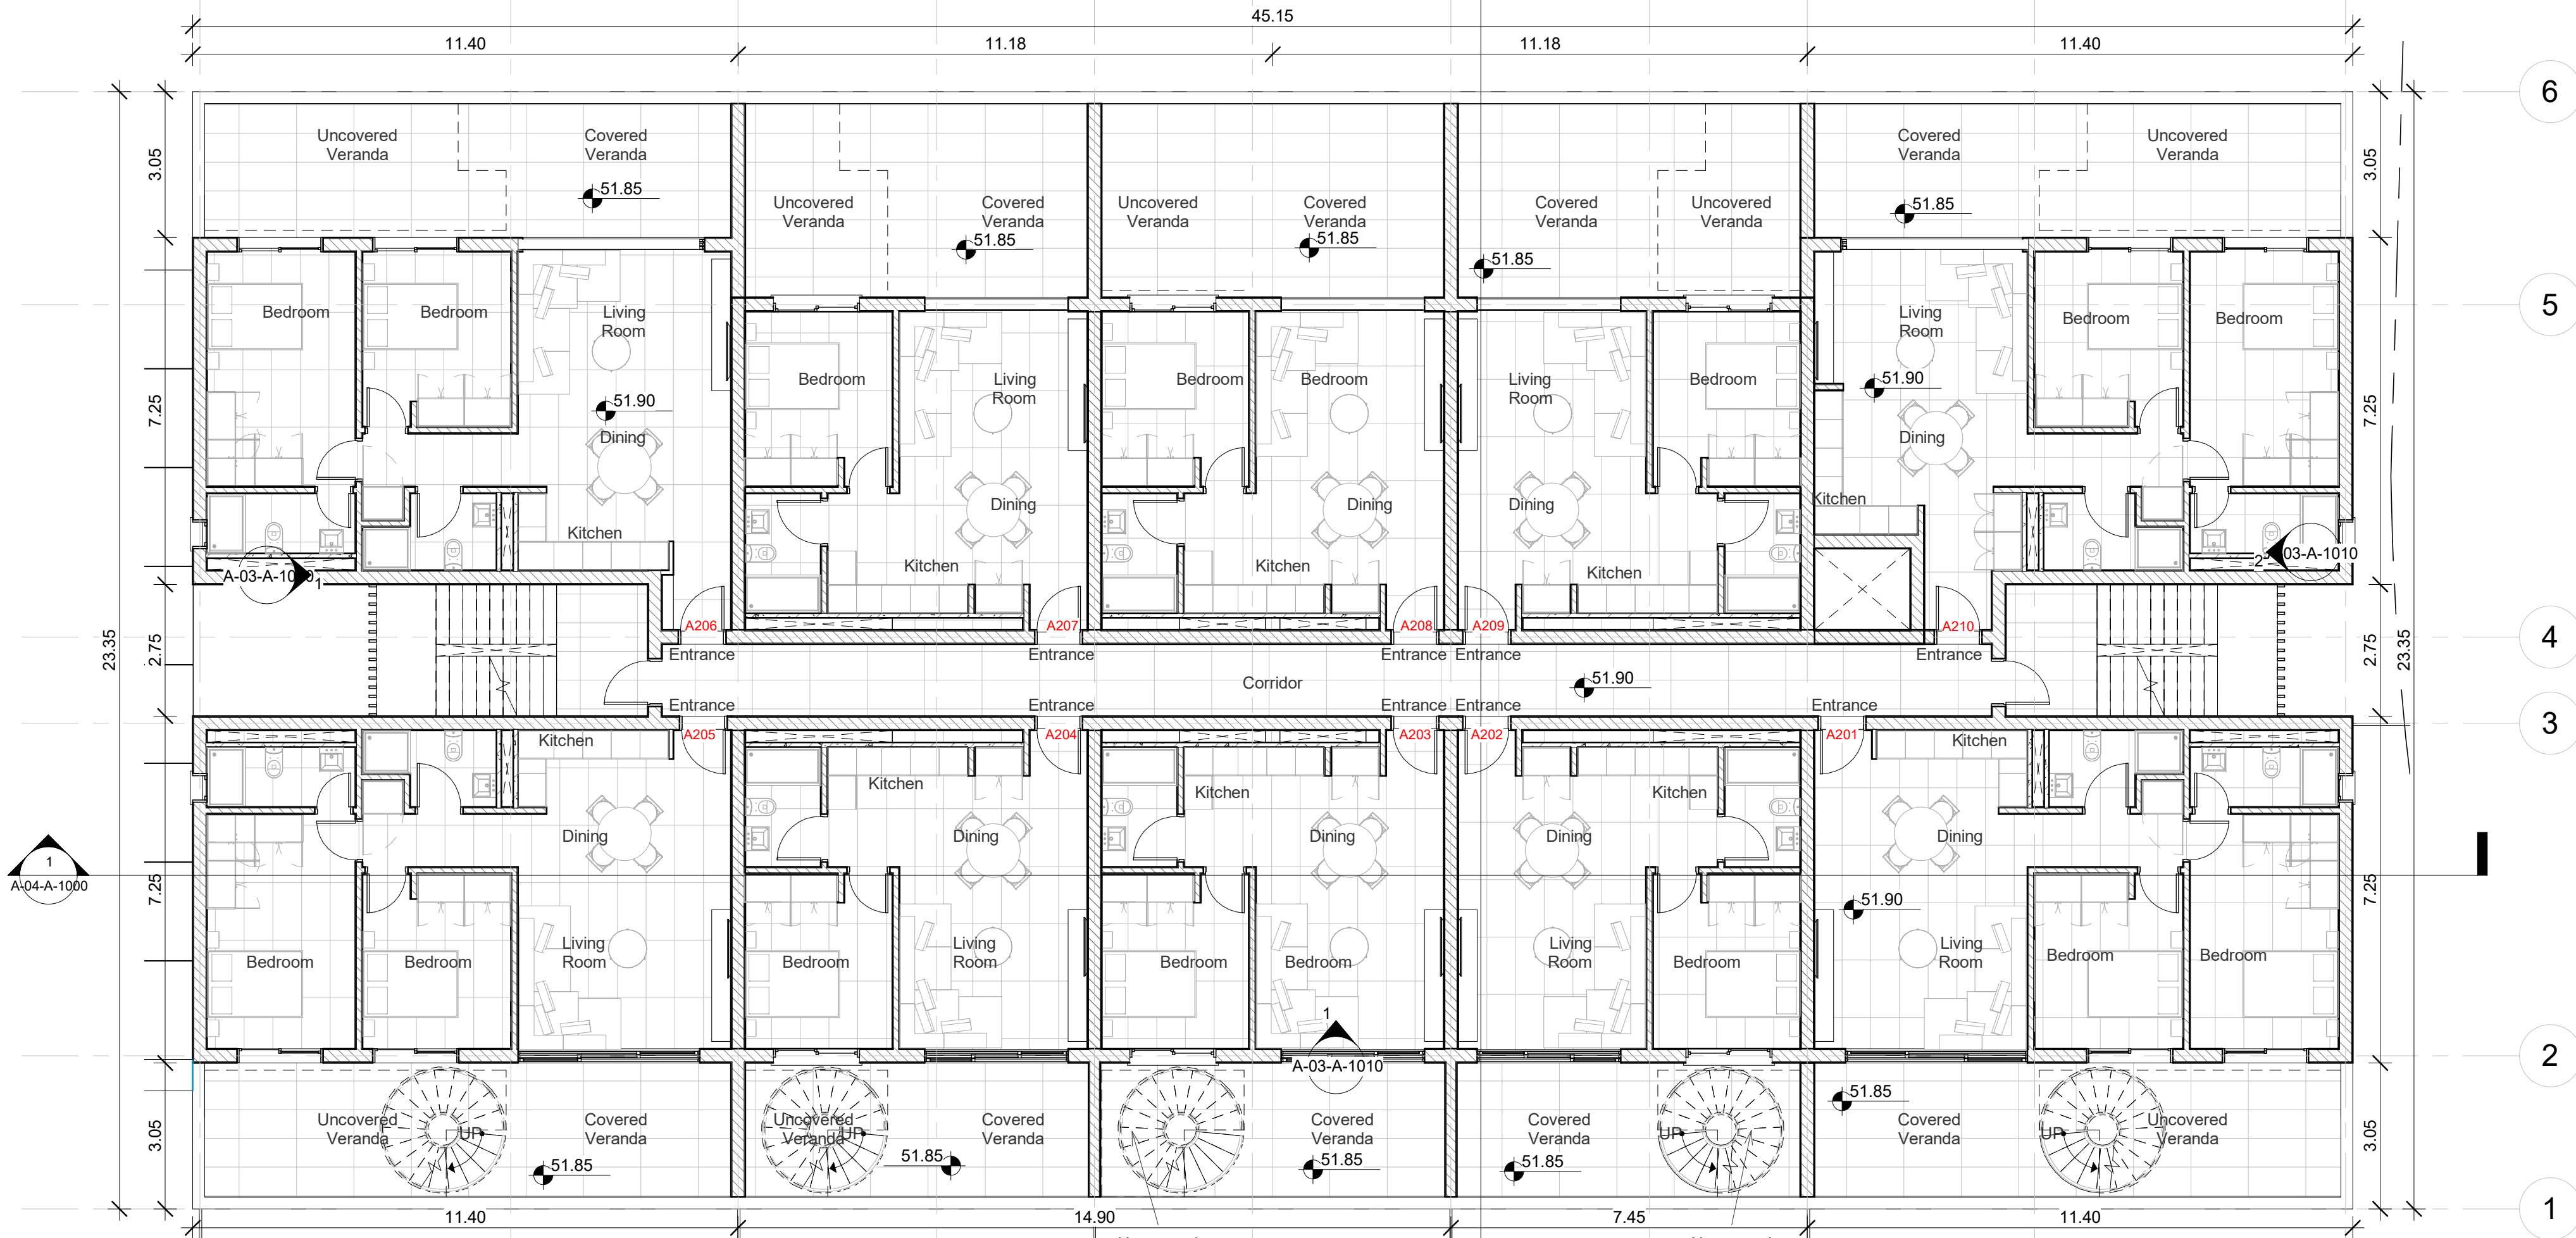 45.15
11.40
11.18
11.18
11.40
6
Uncovered
Veranda
Covered
Veranda
Covered
Veranda
Uncovered
Veranda
3.05
3.05
51.85
51.85
Uncovered
Veranda
Covered
Veranda
Uncovered
Veranda
Covered
Veranda
Covered
Veranda
Uncovered
Veranda
51.85
51.85
51.85
5
Bedroom
Bedroom
Living
Room
Living
Room
Bedroom
Bedroom
Bedroom
Living
Room
Bedroom
Bedroom
Living
Room
Bedroom
51.90
51.90
7.25
7.25
Dining
Dining
Dining
Dining
Dining
Kitchen
Kitchen
Kitchen
Kitchen
Kitchen
A-03-A-1010
1
2
03-A-1010
A206
A207
A208
A209
A210
4
Entrance
Entrance
Entrance
Entrance
Entrance
23.35
2.75
2.75
23.35
Corridor
51.90
Entrance
Entrance
Entrance
Entrance
Entrance
3
A205
A204
A203
A202
A201
Kitchen
Kitchen
Kitchen
Kitchen
Kitchen
Dining
Dining
Dining
Dining
Dining
1
A-04-A-1000
7.25
7.25
51.90
Bedroom
Bedroom
Living
Room
Bedroom
Living
Room
Bedroom
Bedroom
Living
Room
Bedroom
Living
Room
Bedroom
Bedroom
1
A-03-A-1010
2
51.85
Uncovered
Veranda
UP
Covered
Veranda
Uncovered
Veranda
UP
Covered
Veranda
Covered
Veranda
Covered
Veranda
UP
Covered
Veranda
UP
Uncovered
Veranda
3.05
3.05
51.85
51.85
51.85
51.85
11.40
14.90
7.45
11.40
1